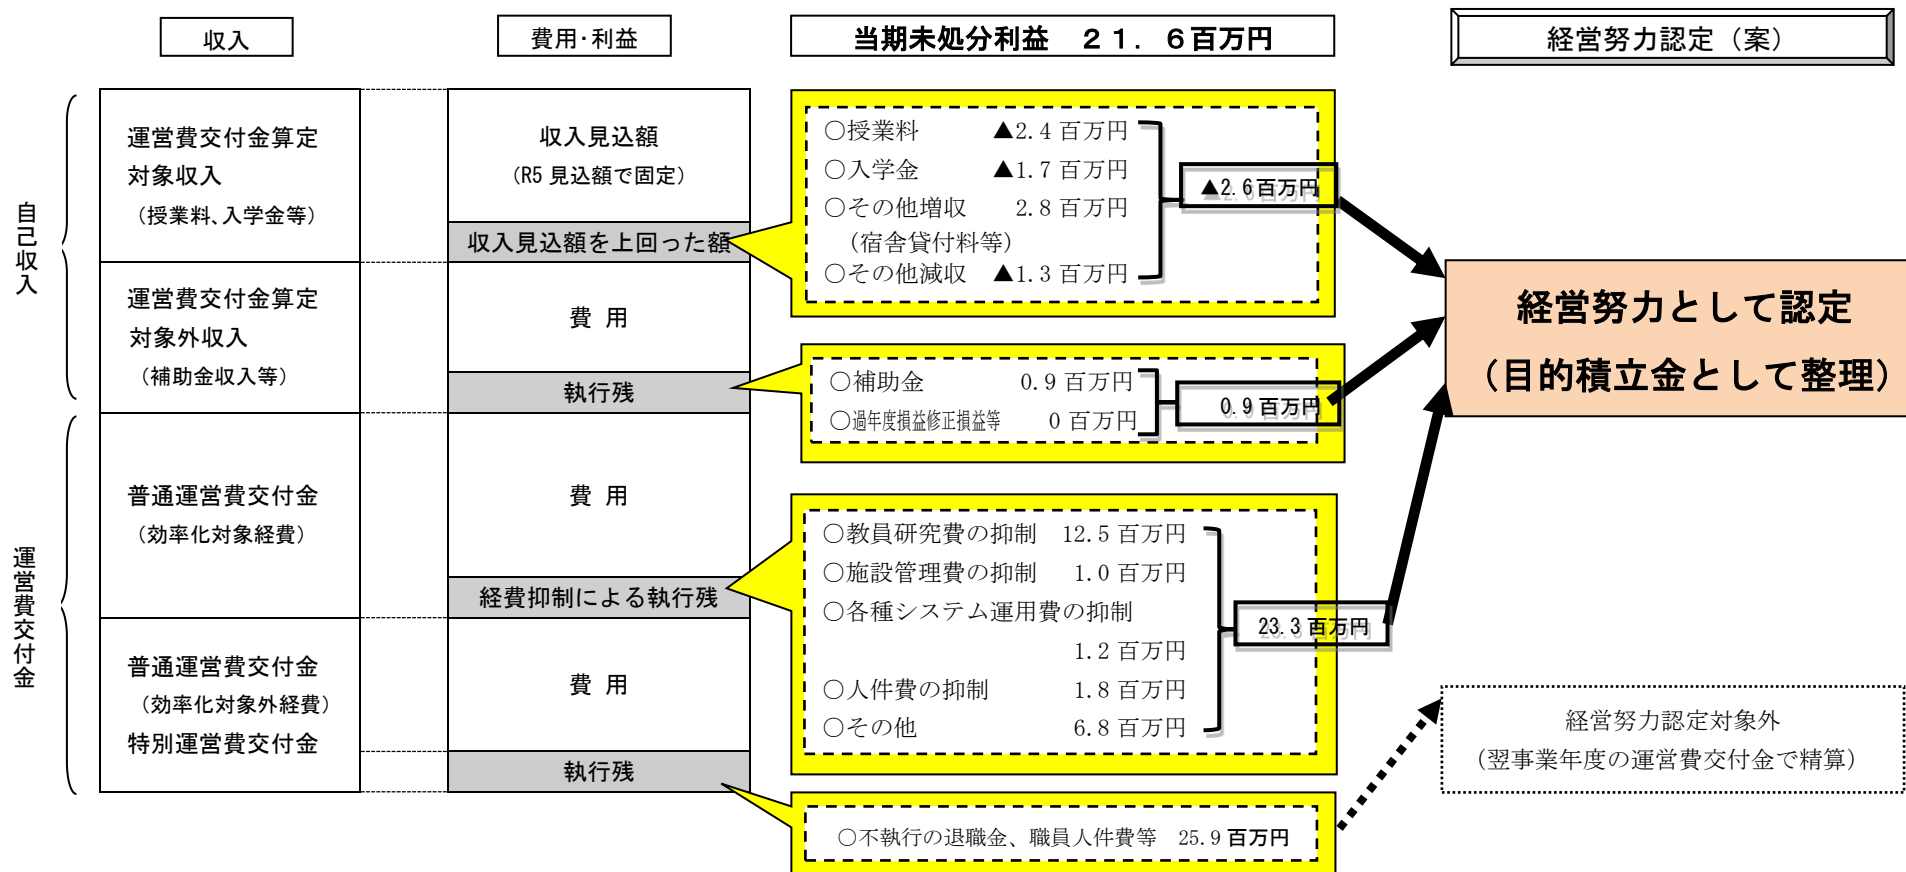 収入
費用･利益
当期未処分利益　２１．６百万円
経営努力認定（案）
自己収入
運営費交付金算定
対象収入
（授業料、入学金等）
収入見込額
（R5 見込額で固定）
収入見込額を上回った額
○授業料　▲2.4 百万円
○入学金　▲1.7 百万円
○その他増収　2.8 百万円
（宿舎貸付料等）
○その他減収　▲1.3 百万円
▲2.6百万円
経営努力として認定
（目的積立金として整理）
運営費交付金算定
対象外収入
（補助金収入等）
費 用
執行残
○補助金　0.9 百万円
○過年度損益修正損益等　0 百万円
0.9 百万円
運営費交付金
普通運営費交付金
（効率化対象経費）
費 用
経費抑制による執行残
○教員研究費の抑制　12.5 百万円
○施設管理費の抑制　1.0 百万円
○各種システム運用費の抑制
1.2 百万円
○人件費の抑制　1.8 百万円
○その他　6.8 百万円
23.3 百万円
普通運営費交付金
（効率化対象外経費）
特別運営費交付金
費 用
執行残
○不執行の退職金、職員人件費等　25.9 百万円
経営努力認定対象外
（翌事業年度の運営費交付金で精算）